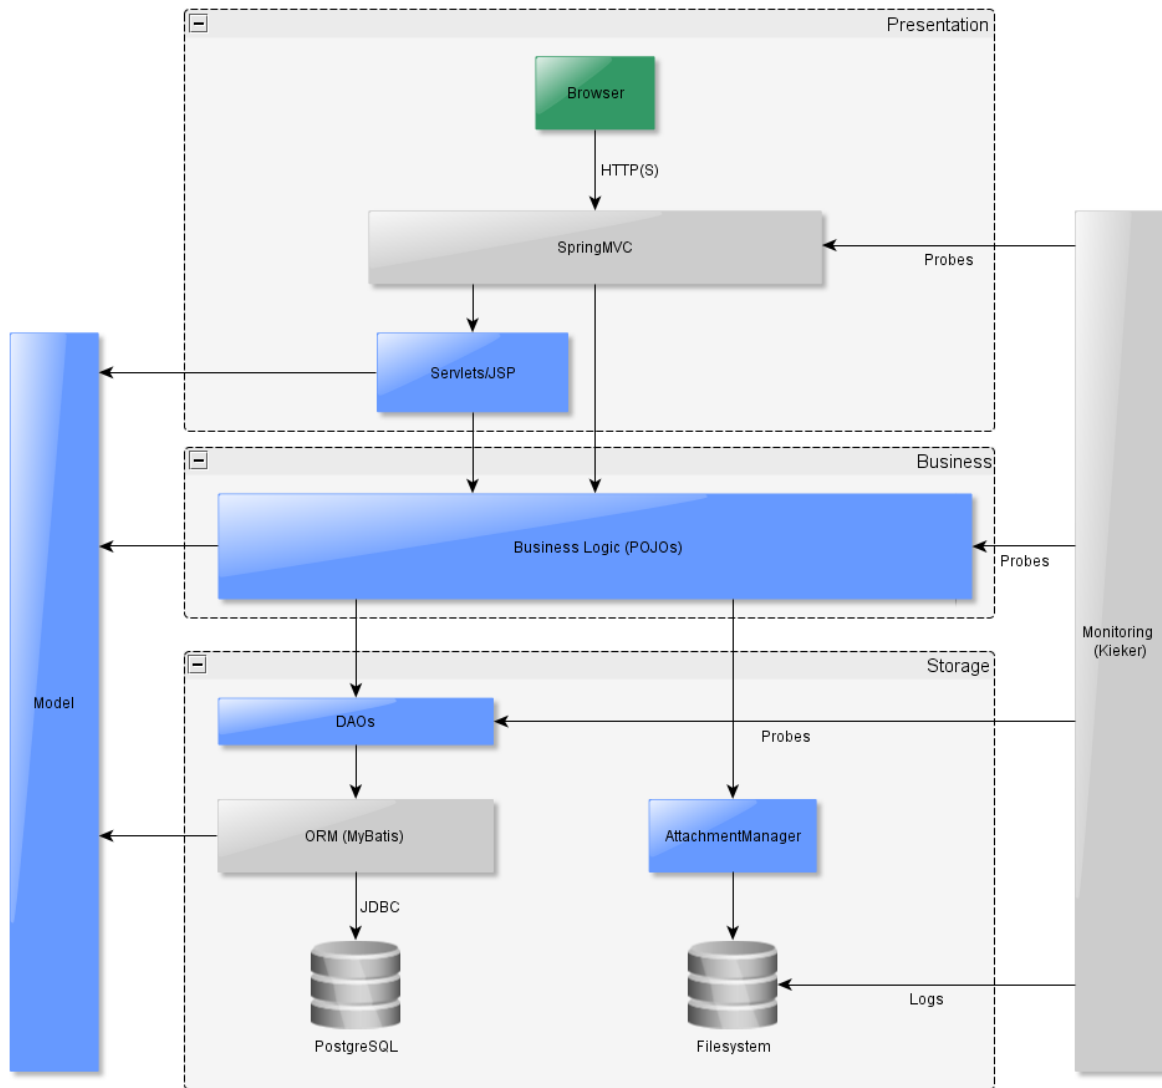 Presentation
Browser
HTTP(S)
SpringMVC
Probes
Servlets/JSP
Business
Business Logic (POJOs)
Probes
Monitoring
(Kieker)
Storage
Model
DAOs
Probes
ORM (MyBatis)
AttachmentManager
JDBC
Logs
PostgreSQL
Filesystem